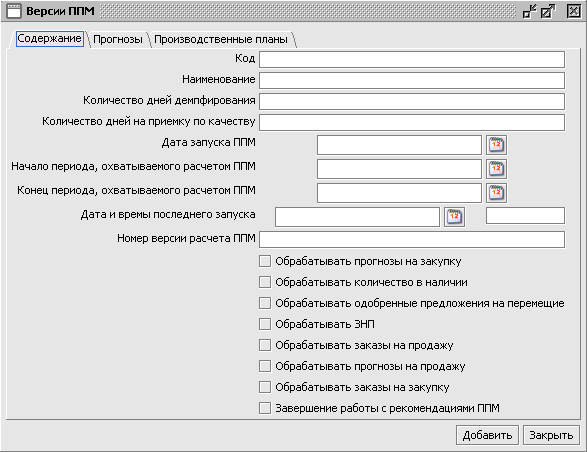 Версии ППМ
Содержание Прогнозы Производственные планы
Код
Наименование
Количество дней демпфирования
Количество дней на приемку по качеству
Дата запуска ППМ
12
Начало периода, охватываемого расчетом ППМ
12
Конец периода, охватываемого расчетом ППМ
12
Дата и времы последнего запуска
12
Номер версии расчета ППМ
Обрабатывать прогнозы на закупку
Обрабатывать количество в наличии
Обрабатывать одобренные предложения на перемещие
Обрабатывать ЗНП
Обрабатывать заказы на продажу
Обрабатывать прогнозы на продажу
Обрабатывать заказы на закупку
Завершение работы с рекомендациями ППМ
Добавить Закрыть